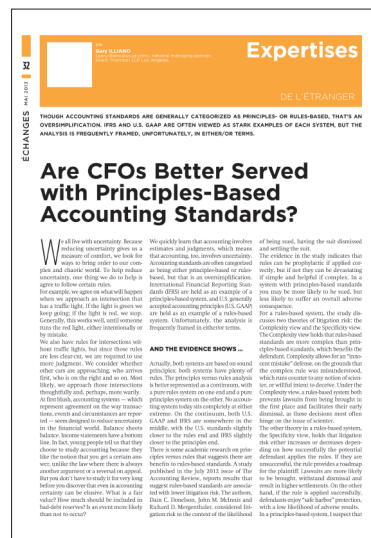 PAR
Gary ILLIANO
Grant Thornton LLP Los Angeles
Expertises
DE L'ÉTRANGER
32
ÉCHANGES MAI 2013
THOUGH ACCOUNTING STANDARDS ARE GENERALLY CATEGORIZED AS PRINCIPLES- OR RULES-BASED, THAT'S AN
OVERSIMPLIFICATION. IFRS AND U.S. GAAP ARE OFTEN VIEWED AS STARK EXAMPLES OF EACH SYSTEM, BUT THE
ANALYSIS IS FREQUENTLY FRAMED, UNFORTUNATELY, IN EITHER/OR TERMS.
Are CFOs Better Served
with Principles-Based
Accounting Standards?
We all live with uncertainty. Because
reducing uncertainty gives us a
measure of comfort, we look for
ways to bring order to our com-
plex and chaotic world. To help reduce
uncertainty, one thing we do to help is
agree to follow certain rules.
For example, we agree on what will happen
when we approach an intersection that
has a traffic light. If the light is green we
keep going; if the light is red, we stop.
Generally, this works well, until someone
runs the red light, either intentionally or
by mistake.
We also have rules for intersections wi-
thout traffic lights, but since those rules
are less clear-cut, we are required to use
more judgment. We consider whether
other cars are approaching, who arrives
first, who is on the right and so on. Most
likely, we approach those intersections
thoughtfully and, perhaps, more warily.
At first blush, accounting systems — which
represent agreement on the way transac-
tions, events and circumstances are repor-
ted — seem designed to reduce uncertainty
in the financial world. Balance sheets
balance. Income statements have a bottom
line. In fact, young people tell us that they
choose to study accounting because they
like the notion that you get a certain ans-
wer, unlike the law where there is always
another argument or a reversal on appeal.
But you don't have to study it for very long
before you discover that even in accounting
certainty can be elusive. What is a fair
value? How much should be included in
bad-debt reserves? Is an event more likely
than not to occur?
We quickly learn that accounting involves
estimates and judgments, which means
that accounting, too, involves uncertainty.
Accounting standards are often categorised
as being either principles-based or rules-
based, but that is an oversimplification.
International Financial Reporting Stan-
dards (IFRS) are held as an example of a
principles-based system, and U.S. generally
accepted accounting principles (U.S. GAAP)
are held as an example of a rules-based
system. Unfortunately, the analysis is
frequently framed in either/or terms.
AND THE EVIDENCE SHOWS ...
Actually, both systems are based on sound
principles; both systems have plenty of
rules. The principles versus rules analysis
is better represented as a continuum, with
a pure rules system on one end and a pure
principles system on the other. No accoun-
ting system today sits completely at either
extreme. On the continuum, both U.S.
GAAP and IFRS are somewhere in the
middle, with the U.S. standards slightly
closer to the rules end and IFRS slightly
closer to the principles end.
There is some academic research on prin-
ciples versus rules that suggests there are
benefits to rules-based standards. A study
published in the July 2012 issue of The
Accounting Review, reports results that
suggest rules-based standards are associa-
ted with lower litigation risk. The authors,
Dain C. Donelson, John M. McInnis and
Richard D. Mergenthaler, considered liti-
gation risk in the context of the likelihood
of being sued, having the suit dismissed
and settling the suit.
The evidence in the study indicates that
rules can be prophylactic if applied cor-
rectly, but if not they can be devastating
if simple and helpful if complex. In a
system with principles-based standards
you may be more likely to be sued, but
less likely to suffer an overall adverse
consequence.
For a rules-based system, the study dis-
cusses two theories of litigation risk: the
Complexity view and the Specificity view.
The Complexity view holds that rules-based
standards are more complex than prin-
ciples-based standards, which benefits the
defendant. Complexity allows for an "inno-
cent mistake" defense, on the grounds that
the complex rule was misunderstood,
which runs counter to any notion of scien-
ter, or willful intent to deceive. Under the
Complexity view, a rules-based system both
prevents lawsuits from being brought in
the first place and facilitates their early
dismissal, as those decisions most often
hinge on the issue of scienter.
The other theory in a rules-based system,
the Specificity view, holds that litigation
risk either increases or decreases depen-
ding on how successfully the potential
defendant applies the rules. If they are
unsuccessful, the rule provides a roadmap
for the plaintiff. Lawsuits are more likely
to be brought, withstand dismissal and
result in higher settlements. On the other
hand, if the rule is applied successfully,
defendants enjoy "safe harbor" protection,
with a low likelihood of adverse results.
In a principles-based system, I suspect that